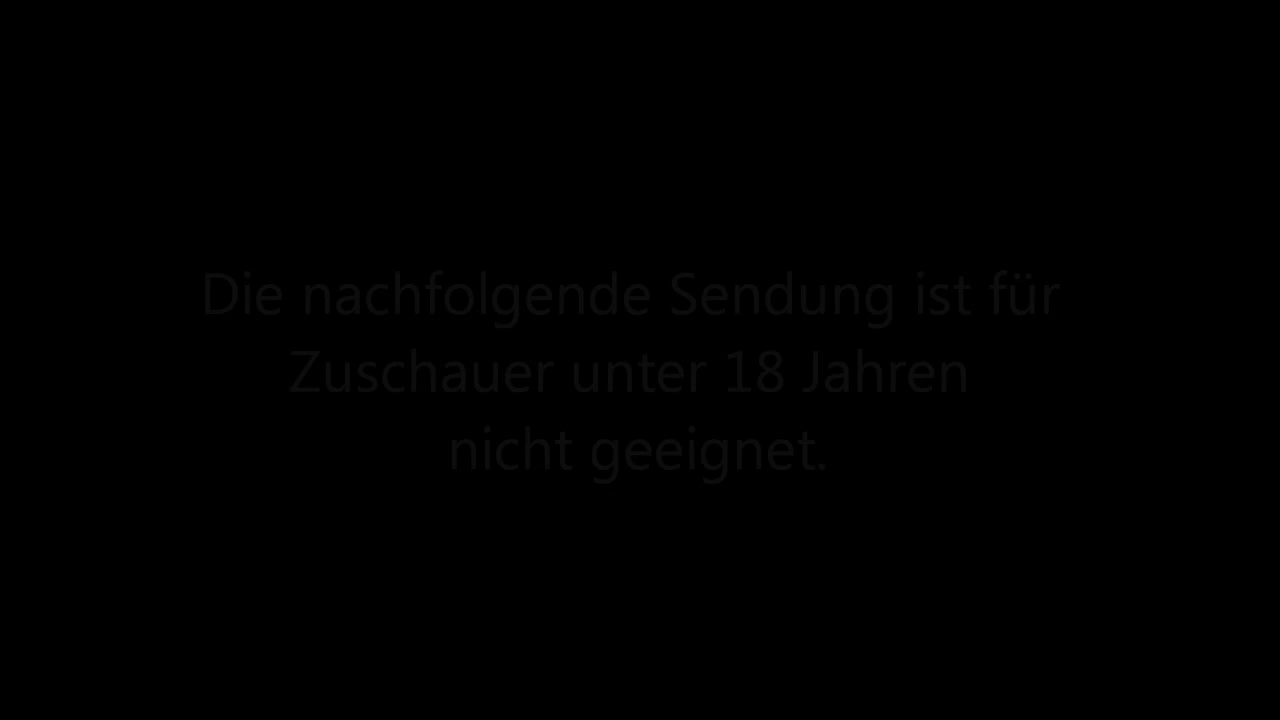 Die nachfolgende Sendung ist für
Zuschauer unter 18 Jahren
nicht geeignet.